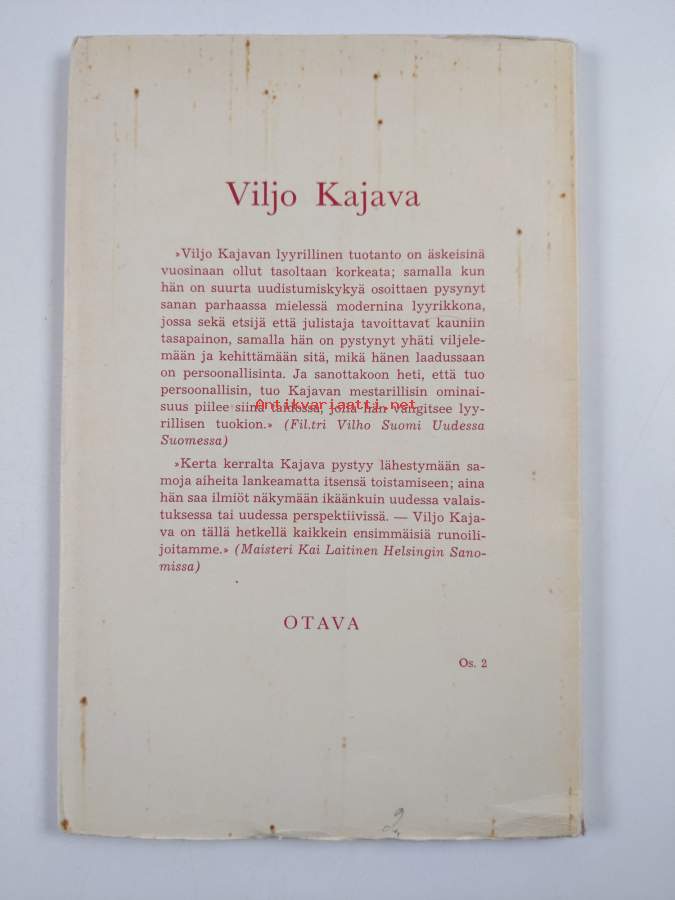 Viljo Kajava
»Viljo Kajavan lyyrillinen tuotanto on äskeisinä
vuosinaan ollut tasoltaan korkeata; samalla kun
hän on suurta uudistumiskykyä osoittaen pysynyt
sanan parhaassa mielessä modernina lyyrikkona,
jossa sekä etsijä että julistaja tavoittavat kauniin
tasapainon, samalla hän on pystynyt yhäti viljele-
mään ja kehittämään sitä, mikä hänen laadussaan
on persoonallisinta. Ja sanottakoon heti, että tuo
persoonallisin, tuo Kajavan mestarillisin ominai-
suus piilee siinä taidossa, jolla hän vangitsee lyy-
Antikvariaatti.net
rillisen tuokion.» (Fil.tri Vilho Suomi Uudessa
Suomessa)
»Kerta kerralta Kajava pystyy lähestymään sa-
moja aiheita lankeamatta itsensä toistamiseen; aina
hän saa ilmiöt näkymään ikäänkuin uudessa valais-
tuksessa tai uudessa perspektiivissä. — Viljo Kaja-
va on tällä hetkellä kaikkein ensimmäisiä runoili-
joitamme.» (Maisteri Kai Laitinen Helsingin Sano-
missa)
OTAVA
Os. 2